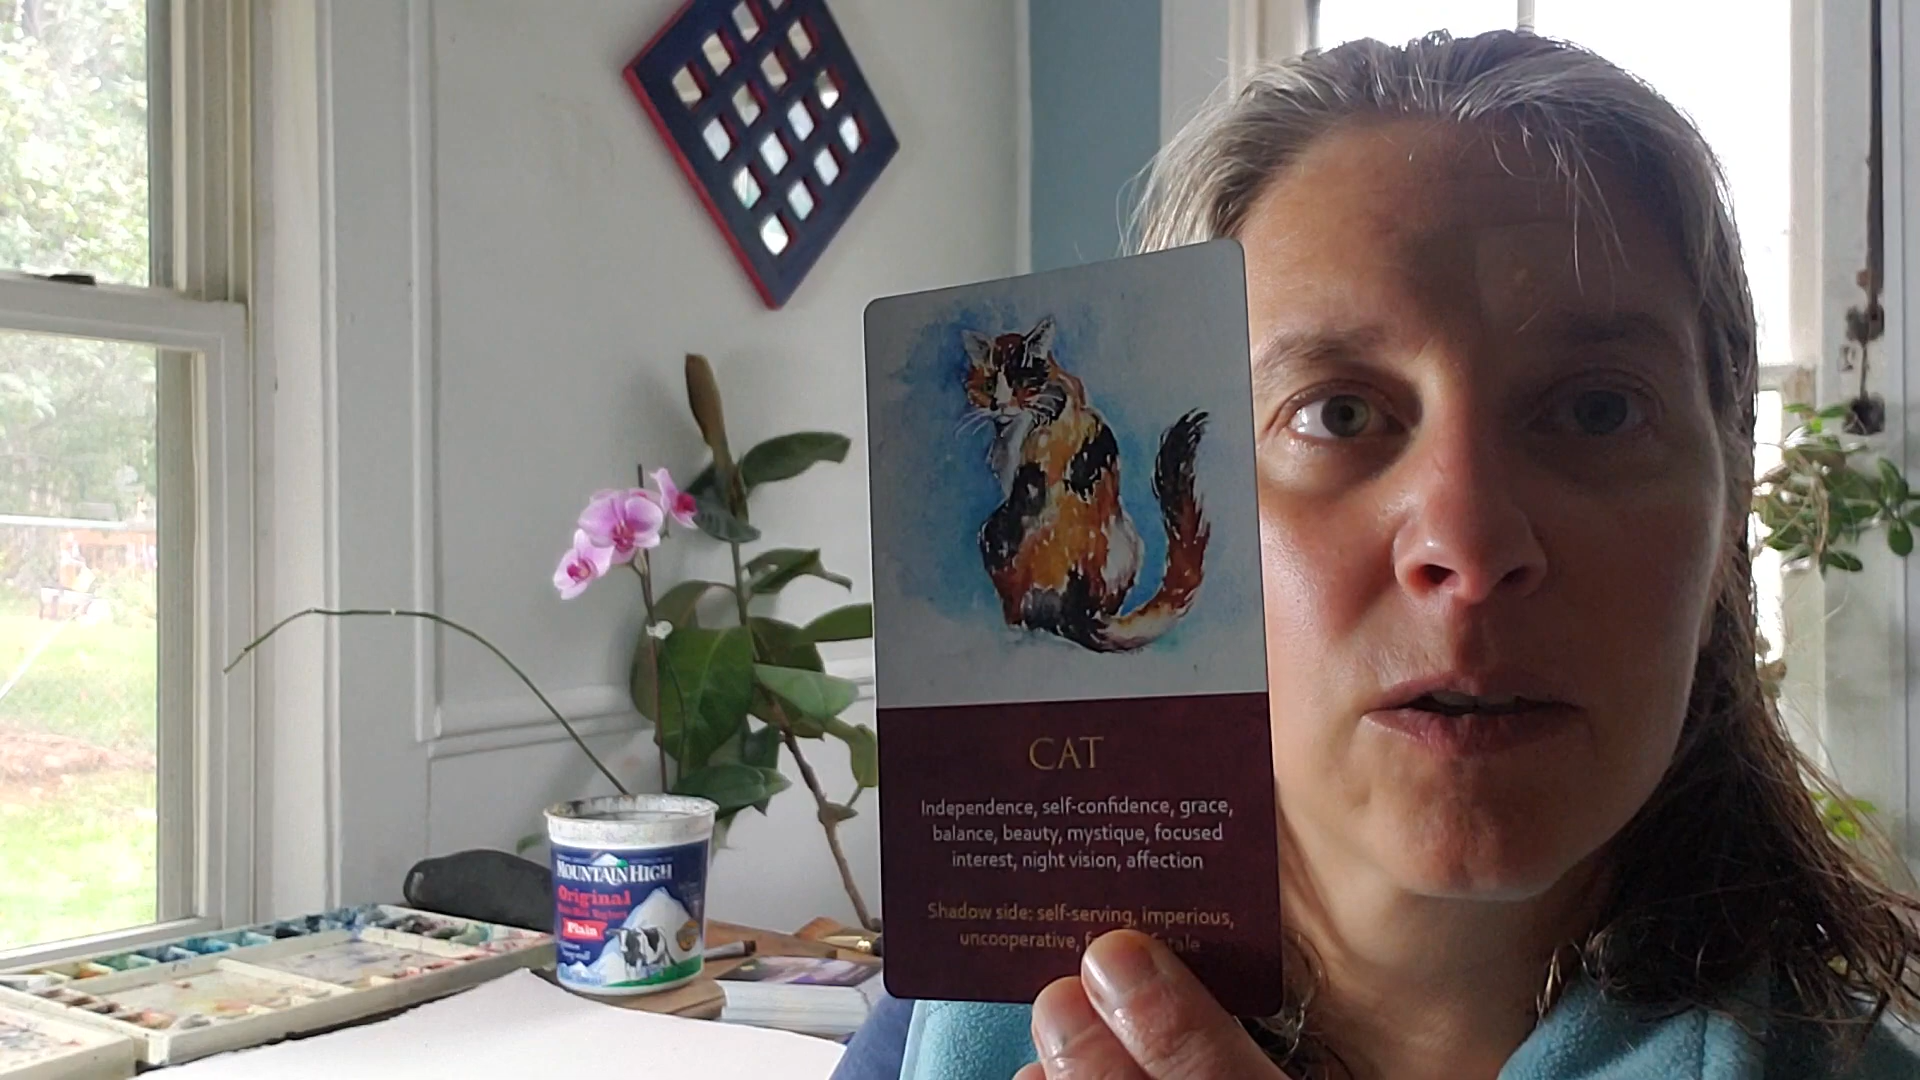 CAT
Independence, self-confidence, grace,
balance, beauty, mystique, focused
interest, night vision, affection
Shadow side: self-serving, imperious,
uncooperative,
MOUNTAIN HIGH
Original
Plain